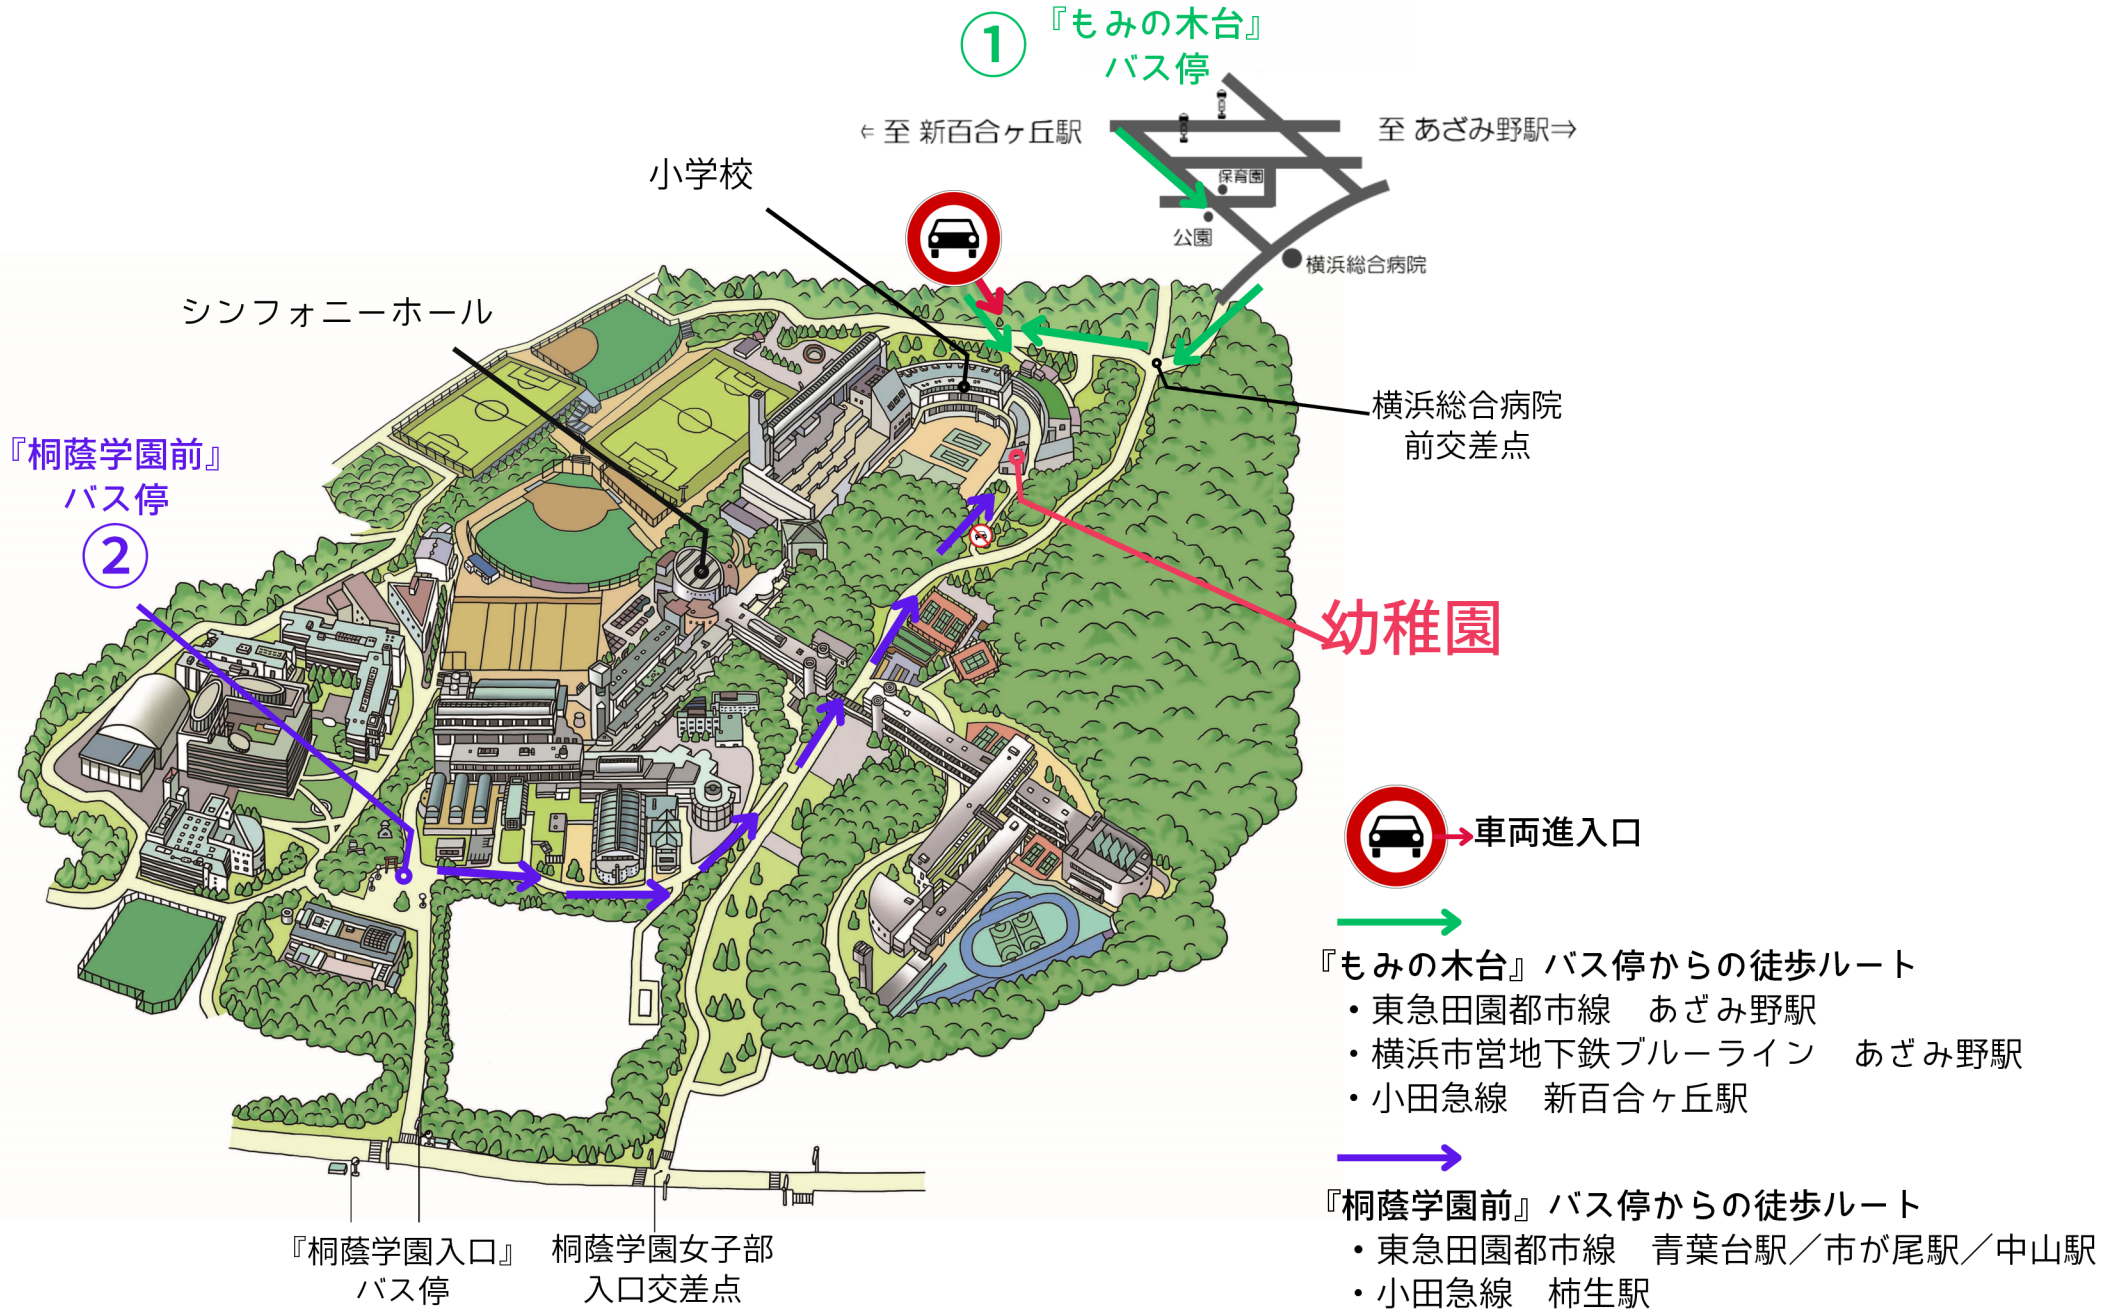 ① 『もみの木台』
バス停
⇐ 至 新百合ヶ丘駅
至 あざみ野駅⇒
保育園
公園
横浜総合病院
小学校
シンフォニーホール
横浜総合病院
前交差点
『桐蔭学園前』
バス停
②
幼稚園
車両進入口
『もみの木台』バス停からの徒歩ルート
・東急田園都市線　あざみ野駅
・横浜市営地下鉄ブルーライン　あざみ野駅
・小田急線　新百合ヶ丘駅
『桐蔭学園前』バス停からの徒歩ルート
・東急田園都市線　青葉台駅／市が尾駅／中山駅
・小田急線　柿生駅
『桐蔭学園入口』
バス停
桐蔭学園女子部
入口交差点